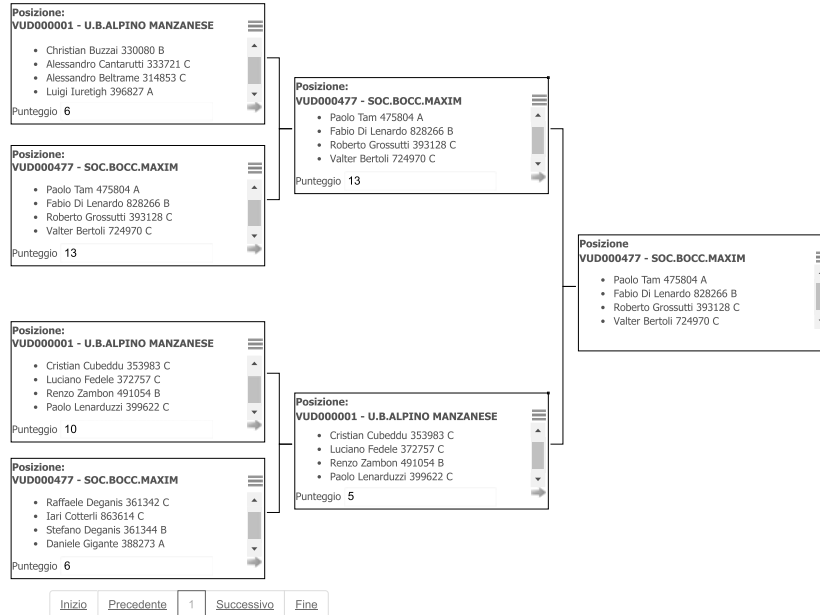 Posizione:
VUD000001 - U.B.ALPINO MANZANESE
Christian Buzzai 330080 B
Alessandro Cantarutti 333721 C
Alessandro Beltrame 314853 C
Luigi Iuretigh 396827 A
Punteggio 6
Posizione:
VUD000477 - SOC.BOCC.MAXIM
Paolo Tam 475804 A
Fabio Di Lenardo 828266 B
Roberto Grossutti 393128 C
Valter Bertoli 724970 C
Punteggio 13
Posizione:
VUD000001 - U.B.ALPINO MANZANESE
Cristian Cubeddu 353983 C
Luciano Fedele 372757 C
Renzo Zambon 491054 B
Paolo Lenarduzzi 399622 C
Punteggio 10
Posizione:
VUD000477 - SOC.BOCC.MAXIM
Raffaele Deganis 361342 C
Iari Cotterli 863614 C
Stefano Deganis 361344 B
Daniele Gigante 388273 A
Punteggio 6
Posizione:
VUD000477 - SOC.BOCC.MAXIM
Paolo Tam 475804 A
Fabio Di Lenardo 828266 B
Roberto Grossutti 393128 C
Valter Bertoli 724970 C
Punteggio 13
Posizione:
VUD000001 - U.B.ALPINO MANZANESE
Cristian Cubeddu 353983 C
Luciano Fedele 372757 C
Renzo Zambon 491054 B
Paolo Lenarduzzi 399622 C
Punteggio 5
Posizione
VUD000477 - SOC.BOCC.MAXIM
Paolo Tam 475804 A
Fabio Di Lenardo 828266 B
Roberto Grossutti 393128 C
Valter Bertoli 724970 C
Inizio Precedente 1 Successivo Fine